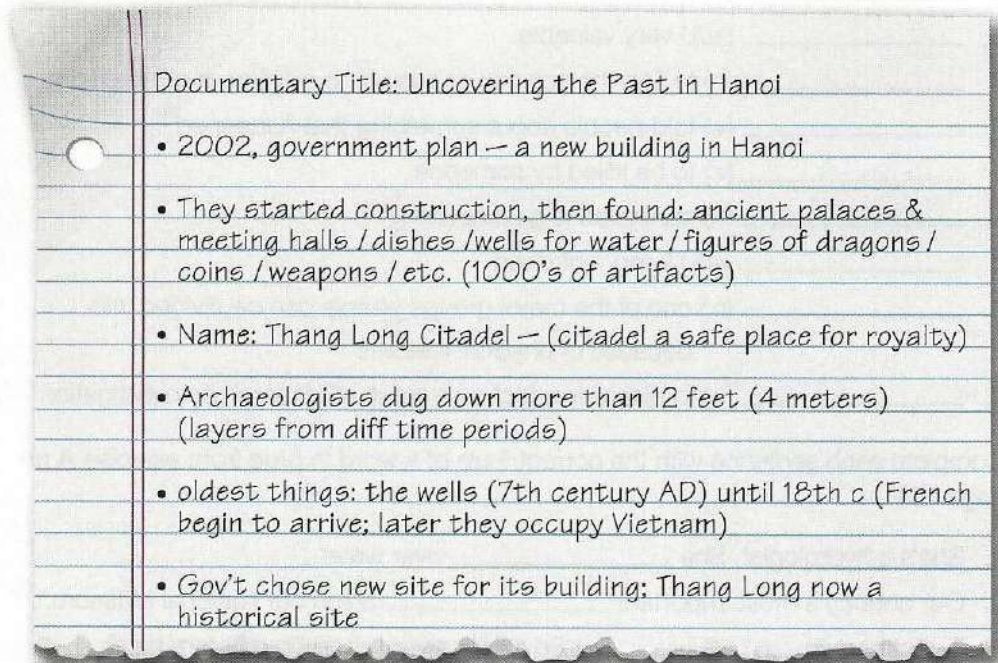 Documentary Title: Uncovering the Past in Hanoi
• 2002, government plan – a new building in Hanoi
• They started construction, then found: ancient palaces &
meeting halls / dishes / wells for water / figures of dragons /
coins / weapons / etc. (1000's of artifacts)
• Name: Thang Long Citadel – (citadel a safe place for royalty)
• Archaeologists dug down more than 12 feet (4 meters)
(layers from diff time periods)
• oldest things: the wells (7th century AD) until 18th c (French
begin to arrive; later they occupy Vietnam)
• Gov't chose new site for its building; Thang Long now a
historical site